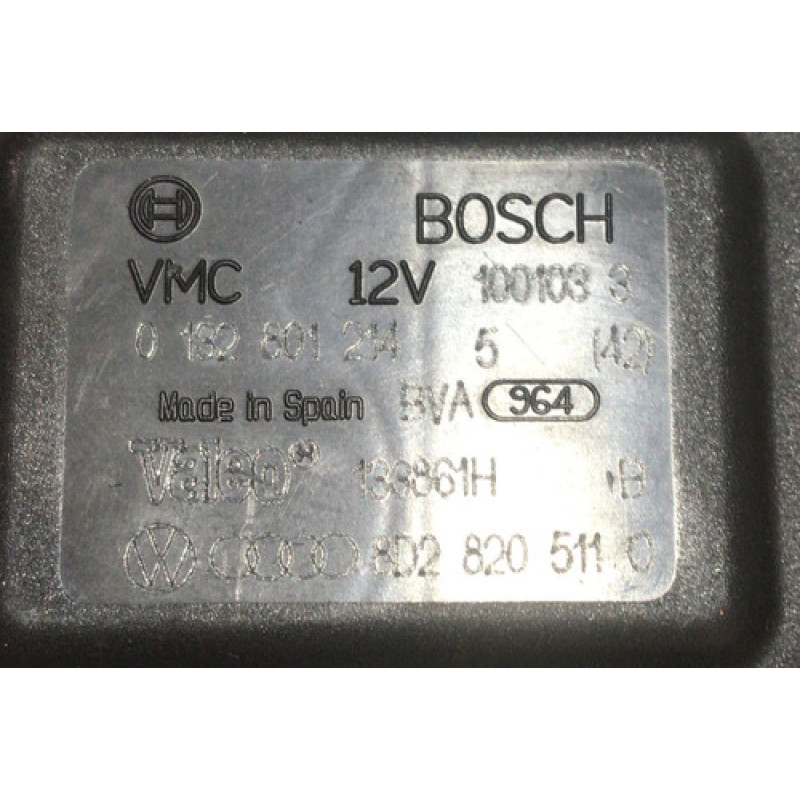 BOSCH
VMC 12V 100103 3
0 132 801 214 5 (42)
Made in Spain BVA 964
Valeo® 133861H B
8D2 820 511 C